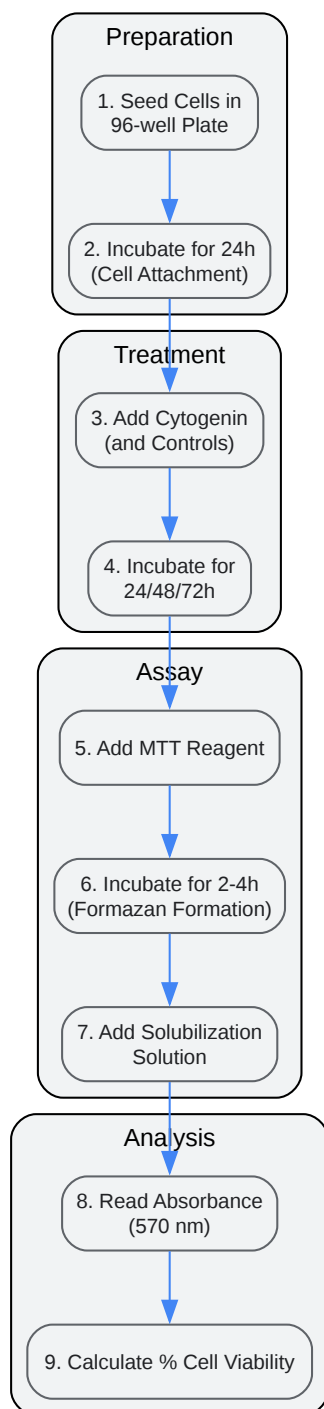 Preparation
1. Seed Cells in
96-well Plate
2. Incubate for 24h
(Cell Attachment)
Treatment
3. Add Cytogenin
(and Controls)
4. Incubate for
24/48/72h
Assay
5. Add MTT Reagent
6. Incubate for 2-4h
(Formazan Formation)
7. Add Solubilization
Solution
Analysis
8. Read Absorbance
(570 nm)
9. Calculate % Cell Viability